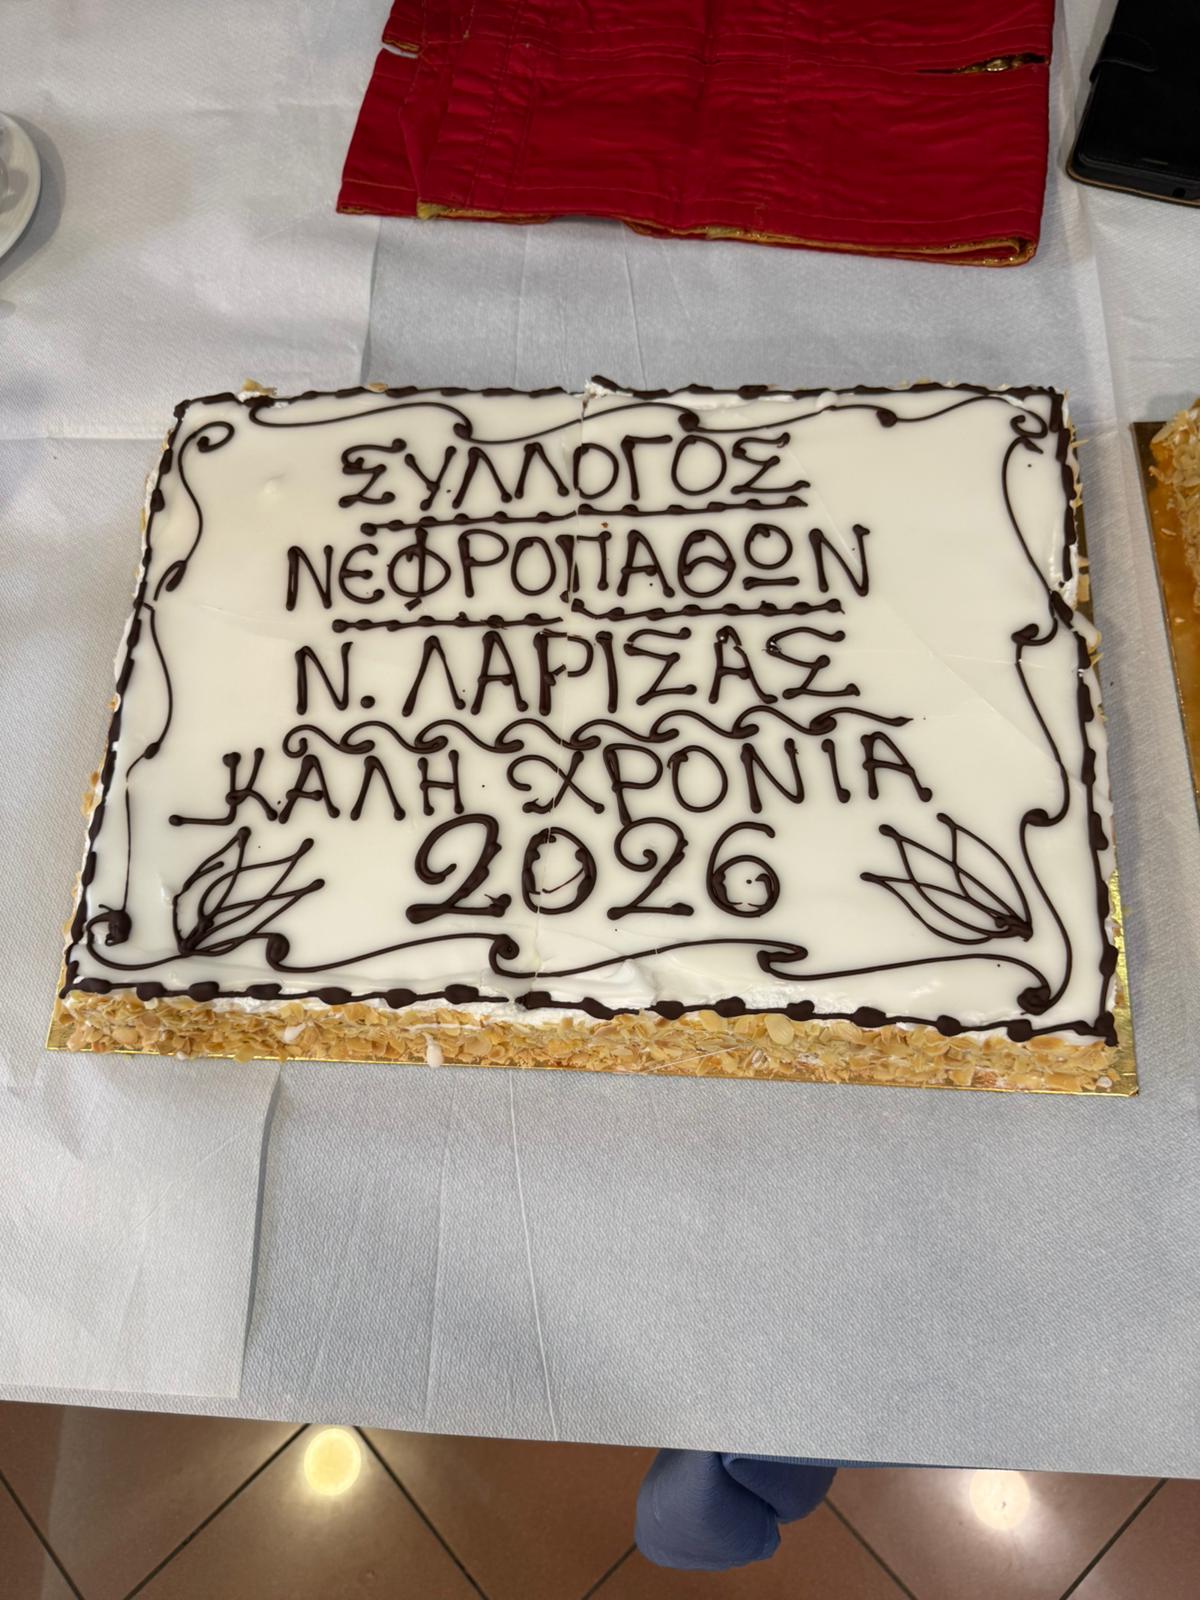 ΣΥΛΛΟΓΟΣ
ΝΕΦΡΟΠΑΘΩΝ
Ν. ΛΑΡΙΣΑΣ
ΚΑΛΗ ΧΡΟΝΙΑ
2026